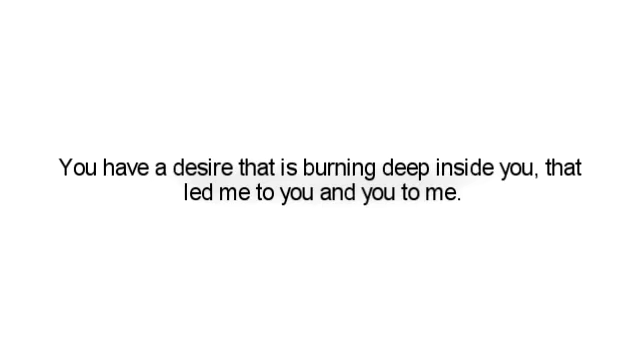 You have a desire that is burning deep inside you, that
led me to you and you to me.